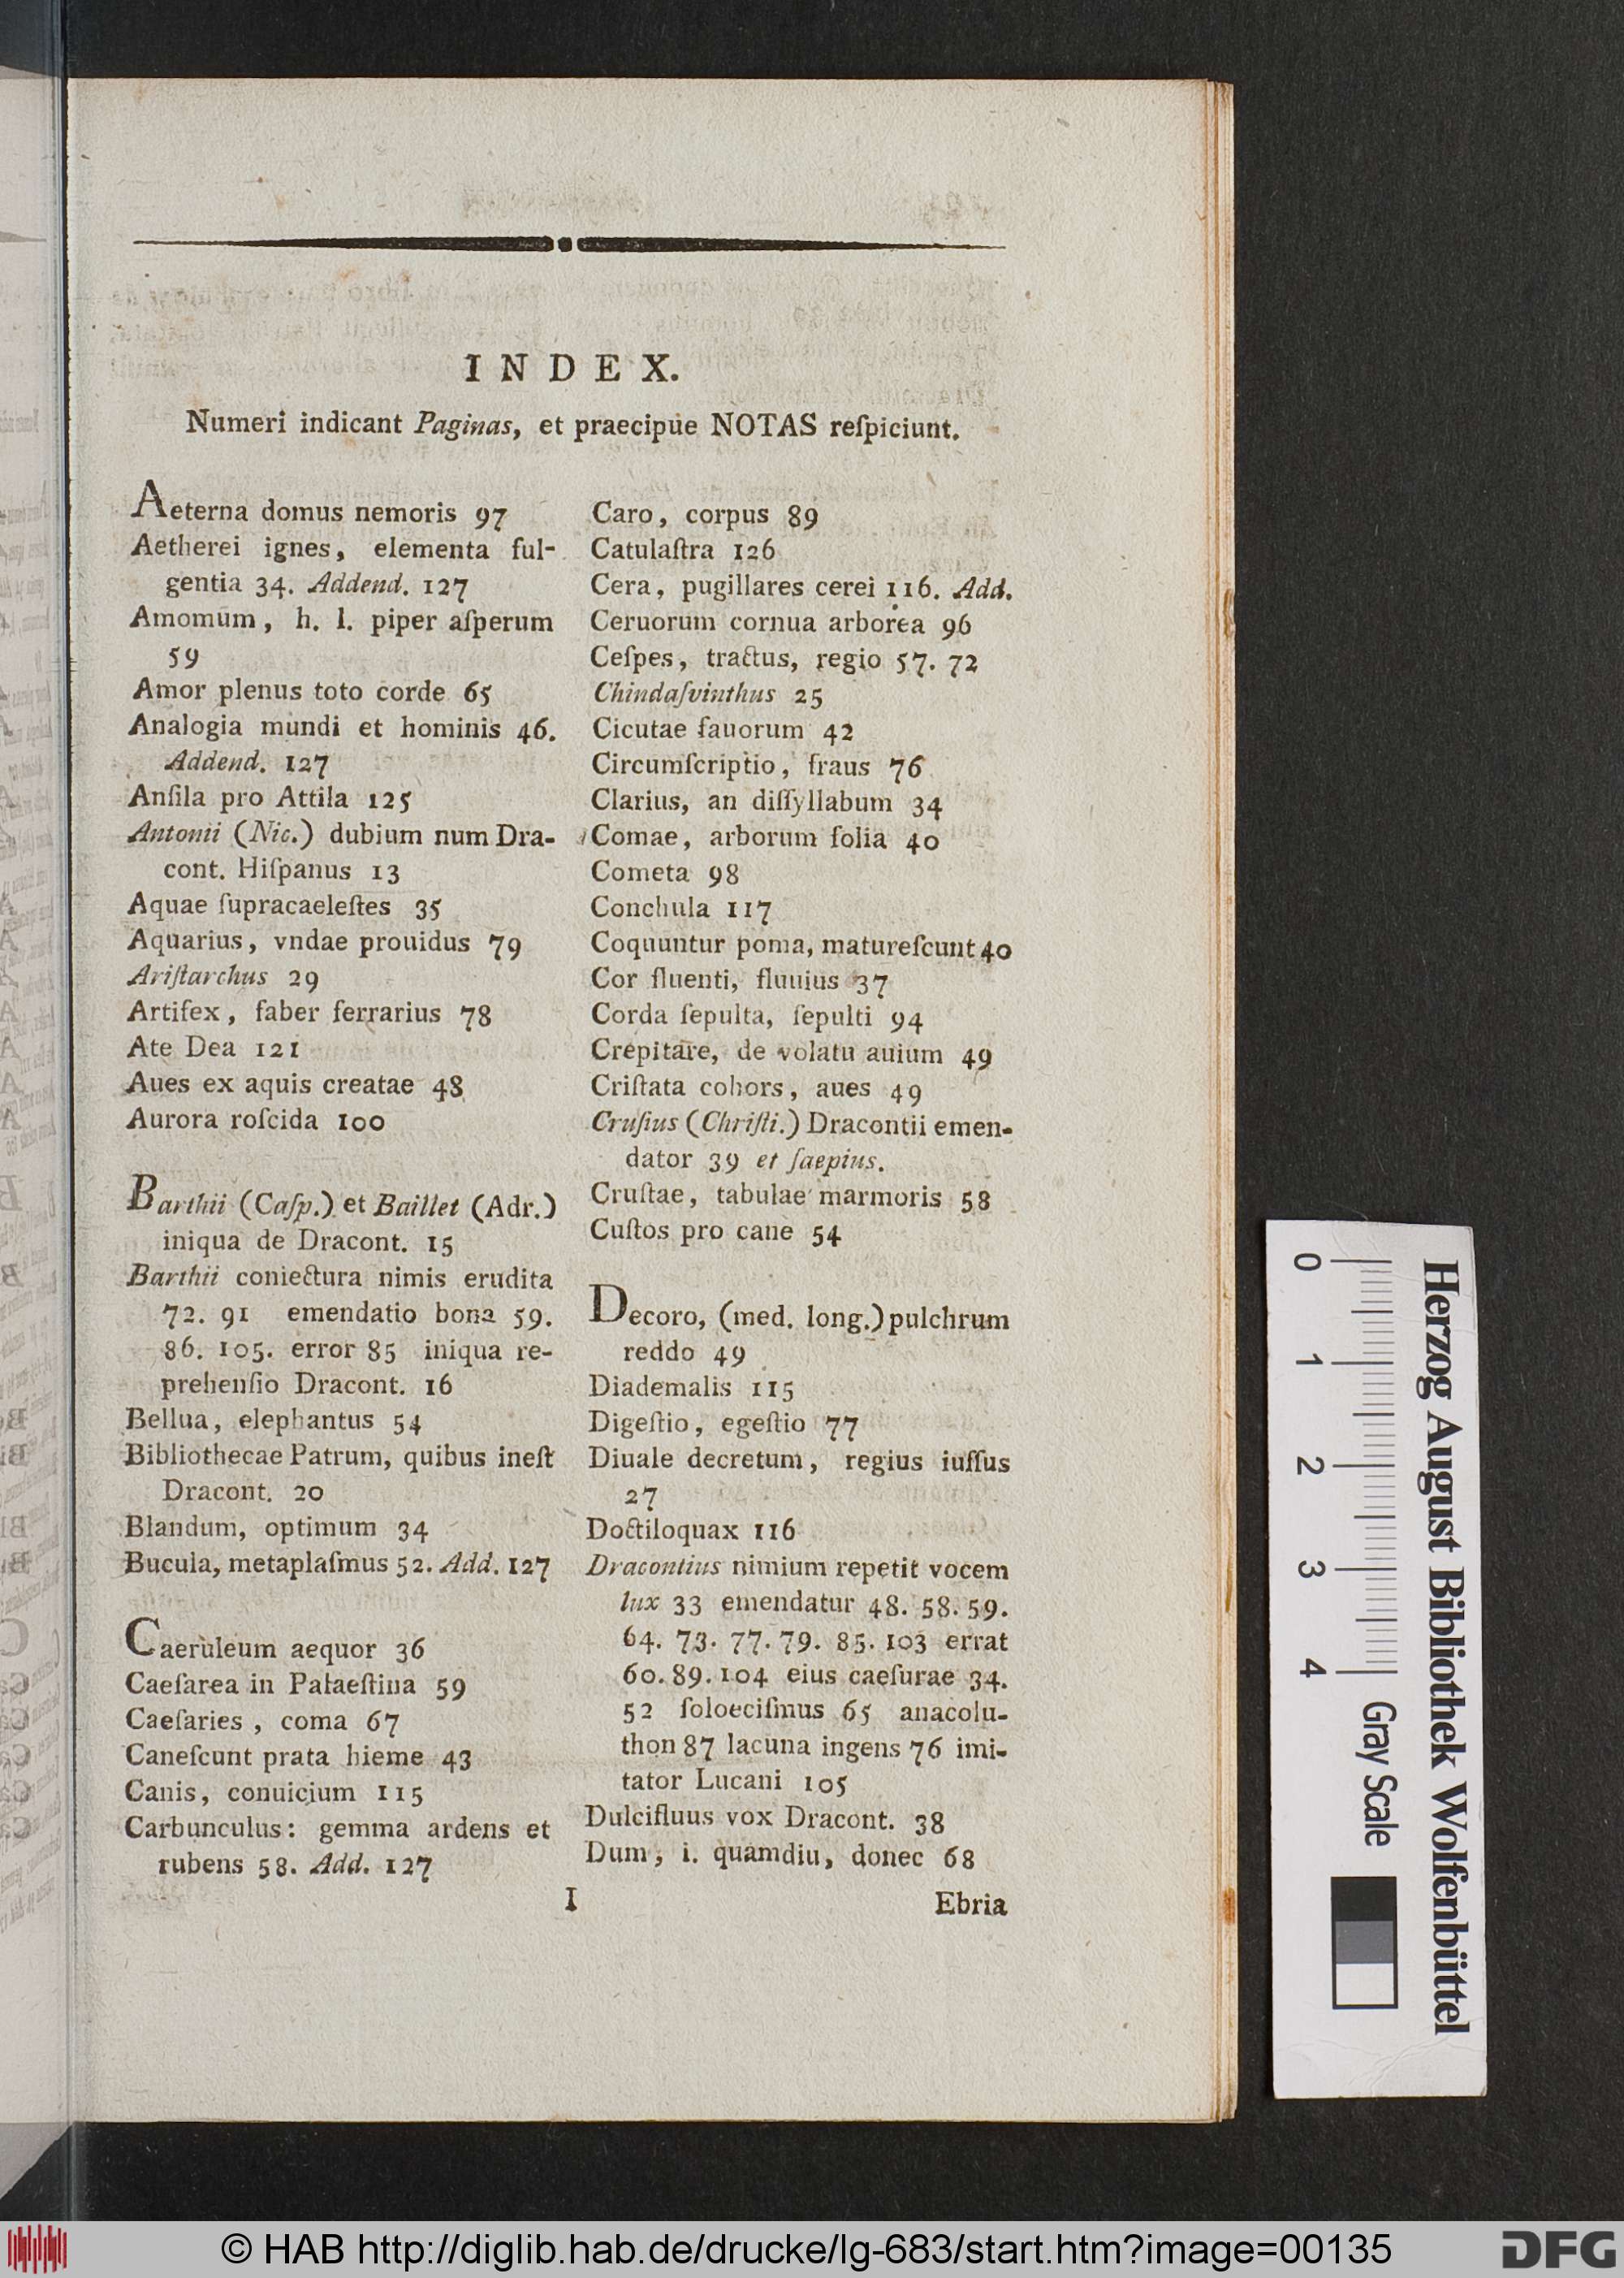 INDEX.
Numeri indicant Paginas, et praecipue NOTAS reſpiciunt.
Aeterna domus nemoris 97
Aetherei ignes, elementa ful-
gentia 34. Addend. 127
Amomum, h. l. piper aſperum
59
Amor plenus toto corde 65
Analogia mundi et hominis 46.
Addend. 127
Anſila pro Attila 125
Antonii (Nic.) dubium num Dra-
cont. Hiſpanus 13
Aquae ſupracaeleſtes 35
Aquarius, vndae prouidus 79
Ariſtarchus 29
Artifex, faber ferrarius 78
Ate Dea 121
Aues ex aquis creatae 48
Aurora roſcida 100
Barthii (Caſp.) et Baillet (Adr.)
iniqua de Dracont. 15
Barthii coniectura nimis erudita
72. 91 emendatio bona 59.
86. 105. error 85 iniqua re-
prehenſio Dracont. 16
Bellua, elephantus 54
Bibliothecae Patrum, quibus ineſt
Dracont. 20
Blandum, optimum 34
Bucula, metaplaſmus 52. Add. 127
Caeruleum aequor 36
Caeſarea in Palaeſtina 59
Caeſaries, coma 67
Caneſcunt prata hieme 43
Canis, conuicium 115
Carbunculus: gemma ardens et
rubens 58. Add. 127
Caro, corpus 89
Catulaſtra 126
Cera, pugillares cerei 116. Add.
Ceruorum cornua arborea 96
Ceſpes, tractus, regio 57. 72
Chindaſvinthus 25
Cicutae fauorum 42
Circumſcriptio, fraus 76
Clarius, an diſſyllabum 34
Comae, arborum folia 40
Cometa 98
Conchula 117
Coquuntur poma, matureſcunt 40
Cor fluenti, fluuius 37
Corda ſepulta, ſepulti 94
Crepitare, de volatu auium 49
Criſtata cohors, aues 49
Cruſius (Chriſti.) Dracontii emen-
dator 39 et ſaepius.
Cruſtae, tabulae marmoris 58
Cuſtos pro cane 54
Decoro, (med. long.) pulchrum
reddo 49
Diademalis 115
Digeſtio, egeſtio 77
Diuale decretum, regius iuſſus
27
Doctiloquax 116
Dracontius nimium repetit vocem
lux 33 emendatur 48. 58. 59.
64. 73. 77. 79. 85. 103 errat
60. 89. 104 eius caeſurae 34.
52 ſoloeciſmus 65 anacolu-
thon 87 lacuna ingens 76 imi-
tator Lucani 105
Dulcifluus vox Dracont. 38
Dum, i. quamdiu, donec 68
I
Ebria
Herzog August Bibliothek Wolfenbüttel
0 1 2 3 4
Gray Scale
© HAB http://diglib.hab.de/drucke/lg-683/start.htm?image=00135
DFG